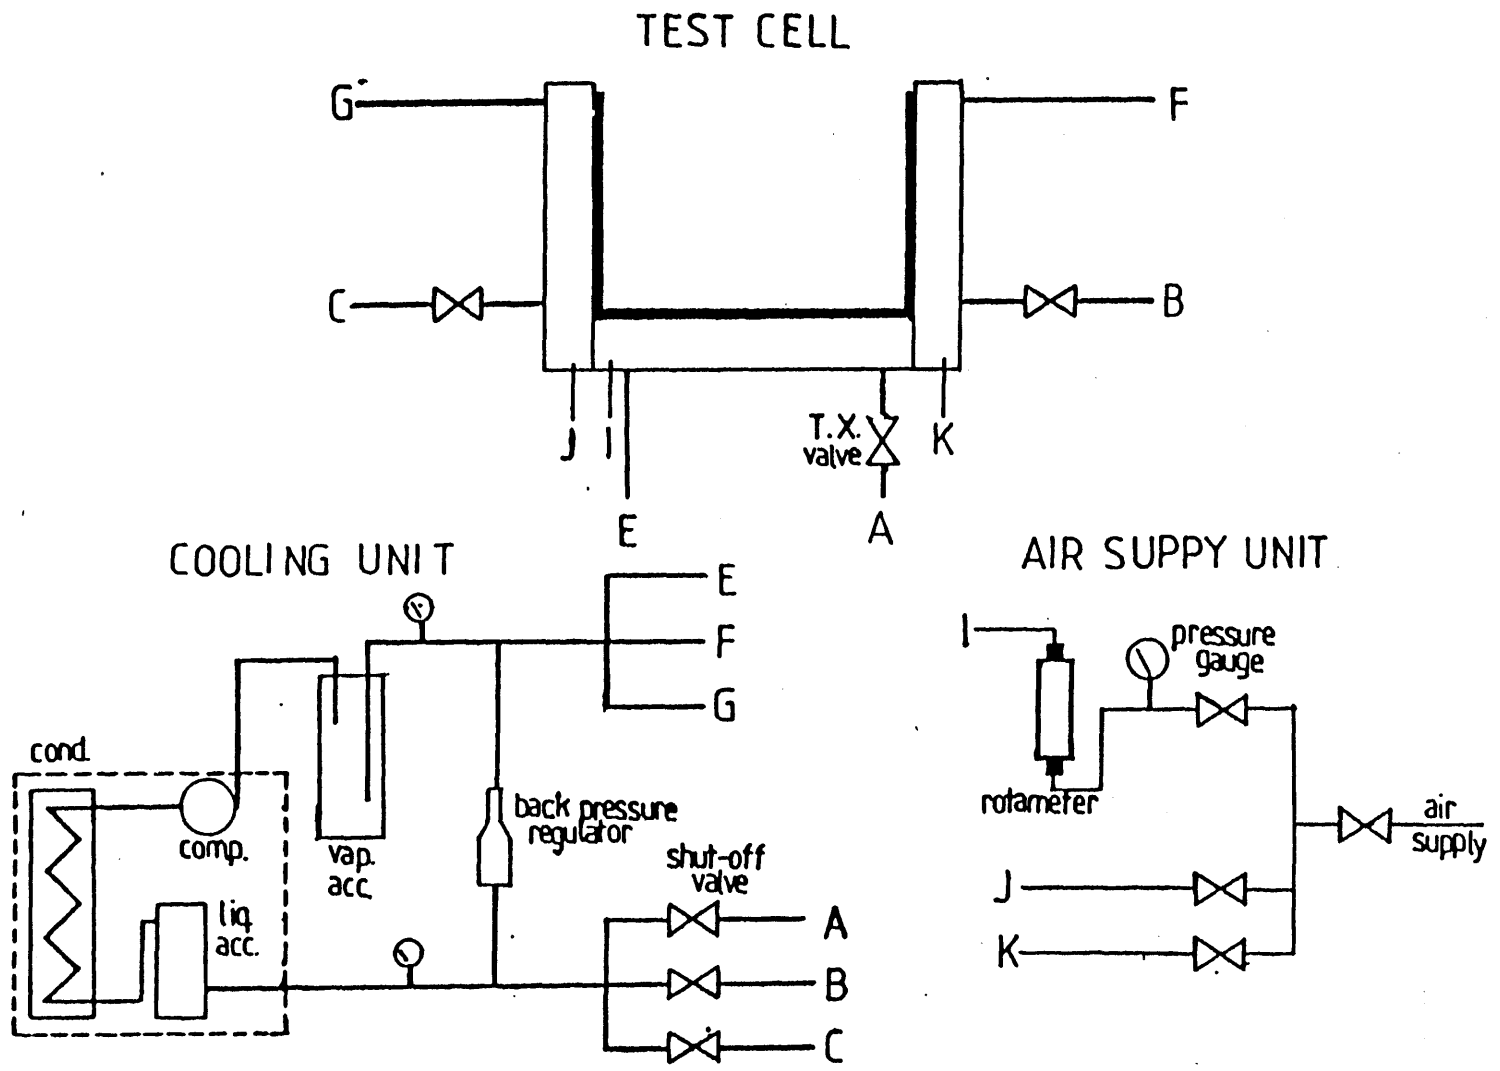 TEST CELL
G
F
C
B
J
I
T.X.
valve
K
E
A
COOLING UNIT
AIR SUPPY UNIT
E
F
G
I
pressure
gauge
cond.
comp.
vap.
acc.
back pressure
regulator
rotameter
air
supply
liq.
acc.
shut-off
valve
A
B
C
J
K